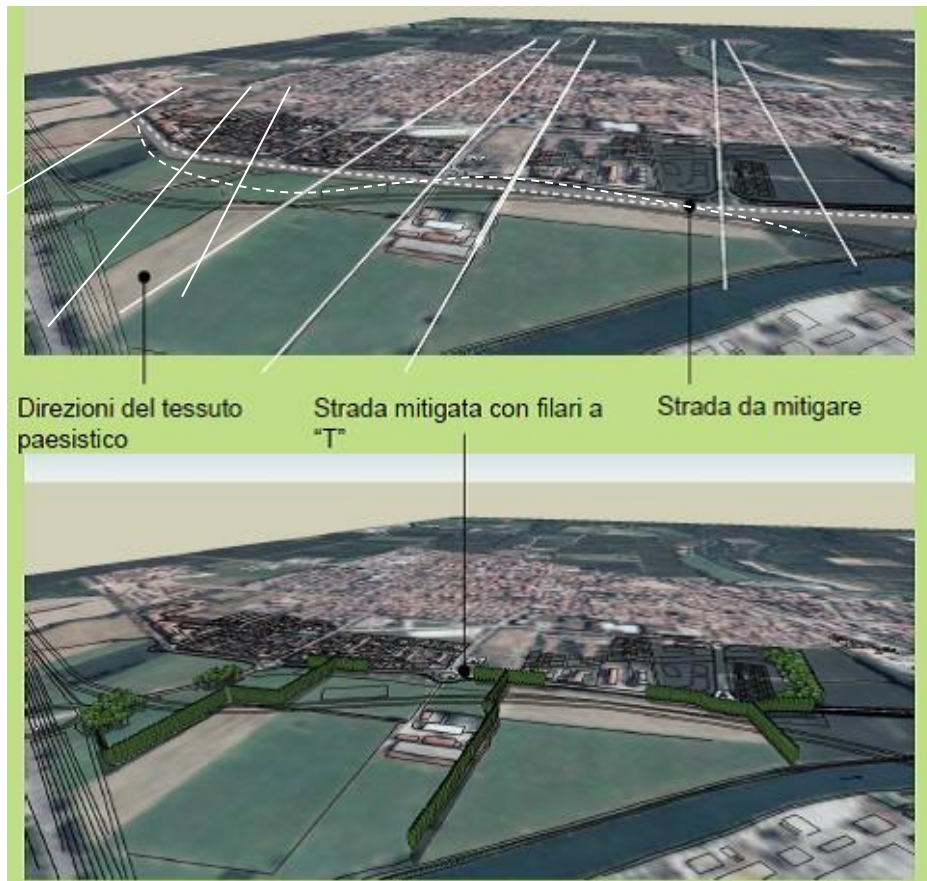 Direzioni del tessuto
paesistico
Strada mitigata con filari a
“T”
Strada da mitigare